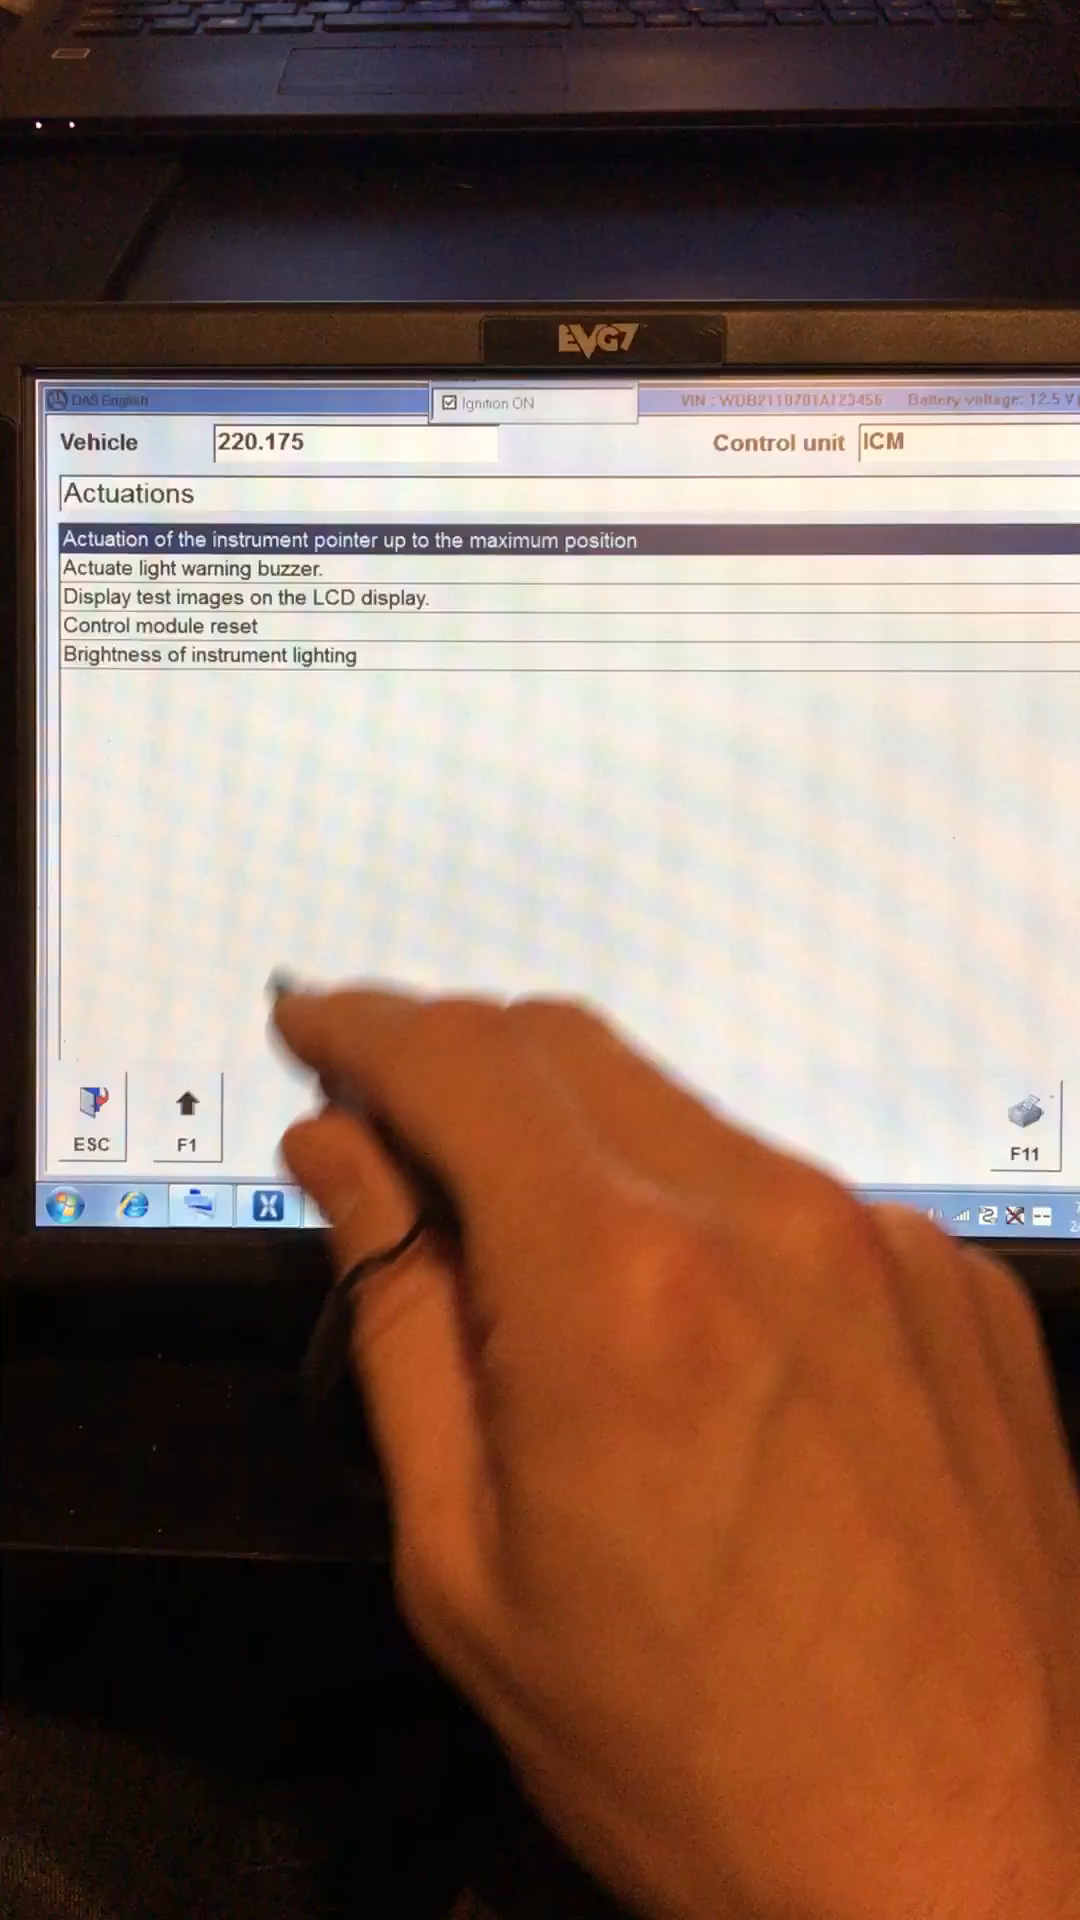 EVG7
DAS English
Ignition ON
VIN : WDB2110701A123456 Battery voltage: 12.5 V
Vehicle 220.175 Control unit ICM
Actuations
Actuation of the instrument pointer up to the maximum position
Actuate light warning buzzer.
Display test images on the LCD display.
Control module reset
Brightness of instrument lighting
ESC F1 F11